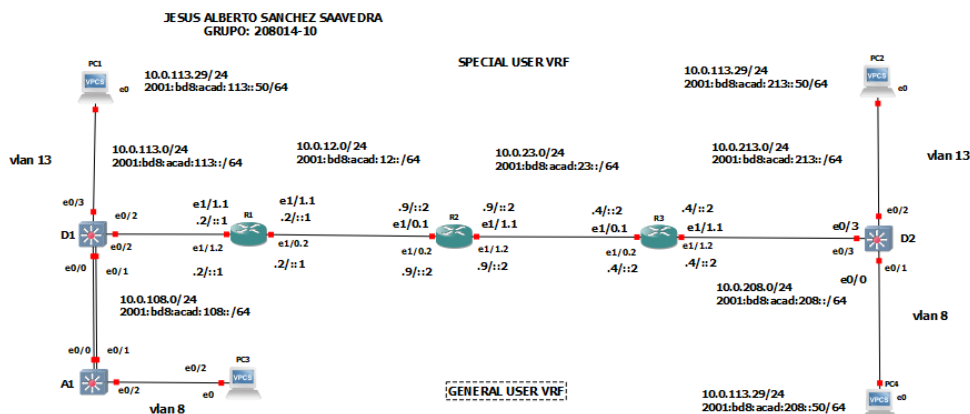 JESUS ALBERTO SANCHEZ SAAVEDRA
GRUPO: 208014-10
SPECIAL USER VRF
PC1
VPCS
e0
10.0.113.29/24
2001:bd8:acad:113::50/64
10.0.113.29/24
2001:bd8:acad:213::50/64
PC2
VPCS
e0
vlan 13
10.0.113.0/24
2001:bd8:acad:113::/64
10.0.12.0/24
2001:bd8:acad:12::/64
10.0.23.0/24
2001:bd8:acad:23::/64
10.0.213.0/24
2001:bd8:acad:213::/64
vlan 13
e0/3
e0/2
D1
e0/2
e0/0
e0/1
e1/1.1
.2/::1
R1
e1/1.1
.2/::1
e1/1.2
.2/::1
e1/0.2
.2/::1
.9/::2
e1/0.1
R2
.9/::2
e1/1.1
e1/0.2
.9/::2
e1/1.2
.9/::2
.4/::2
e1/0.1
R3
.4/::2
e1/1.1
e1/0.2
.4/::2
e1/1.2
.4/::2
e0/2
e0/3
D2
e0/3
e0/1
e0/0
10.0.108.0/24
2001:bd8:acad:108::/64
10.0.208.0/24
2001:bd8:acad:208::/64
vlan 8
e0/0
e0/1
A1
e0/2
PC3
VPCS
e0/2
e0
vlan 8
GENERAL USER VRF
10.0.113.29/24
2001:bd8:acad:208::50/64
PC4
VPCS
e0